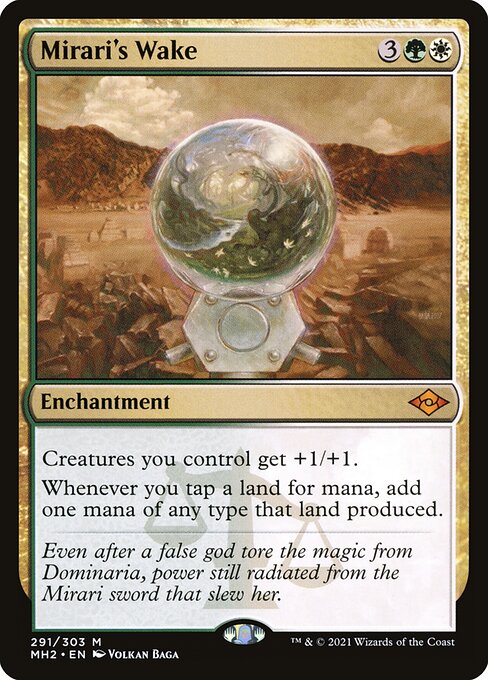 Mirari's Wake 3
Enchantment
Creatures you control get +1/+1.
Whenever you tap a land for mana, add
one mana of any type that land produced.
Even after a false god tore the magic from
Dominaria, power still radiated from the
Mirari sword that slew her.
291/303 M
MH2 • EN Volkan Baga
™ & © 2021 Wizards of the Coast